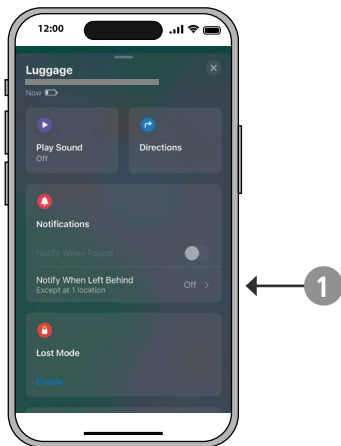 12:00
Luggage
Now
Play Sound
Off
Directions
Notifications
Notify When Found
Notify When Left Behind
Except at 1 location
Off
1
Lost Mode
Enable